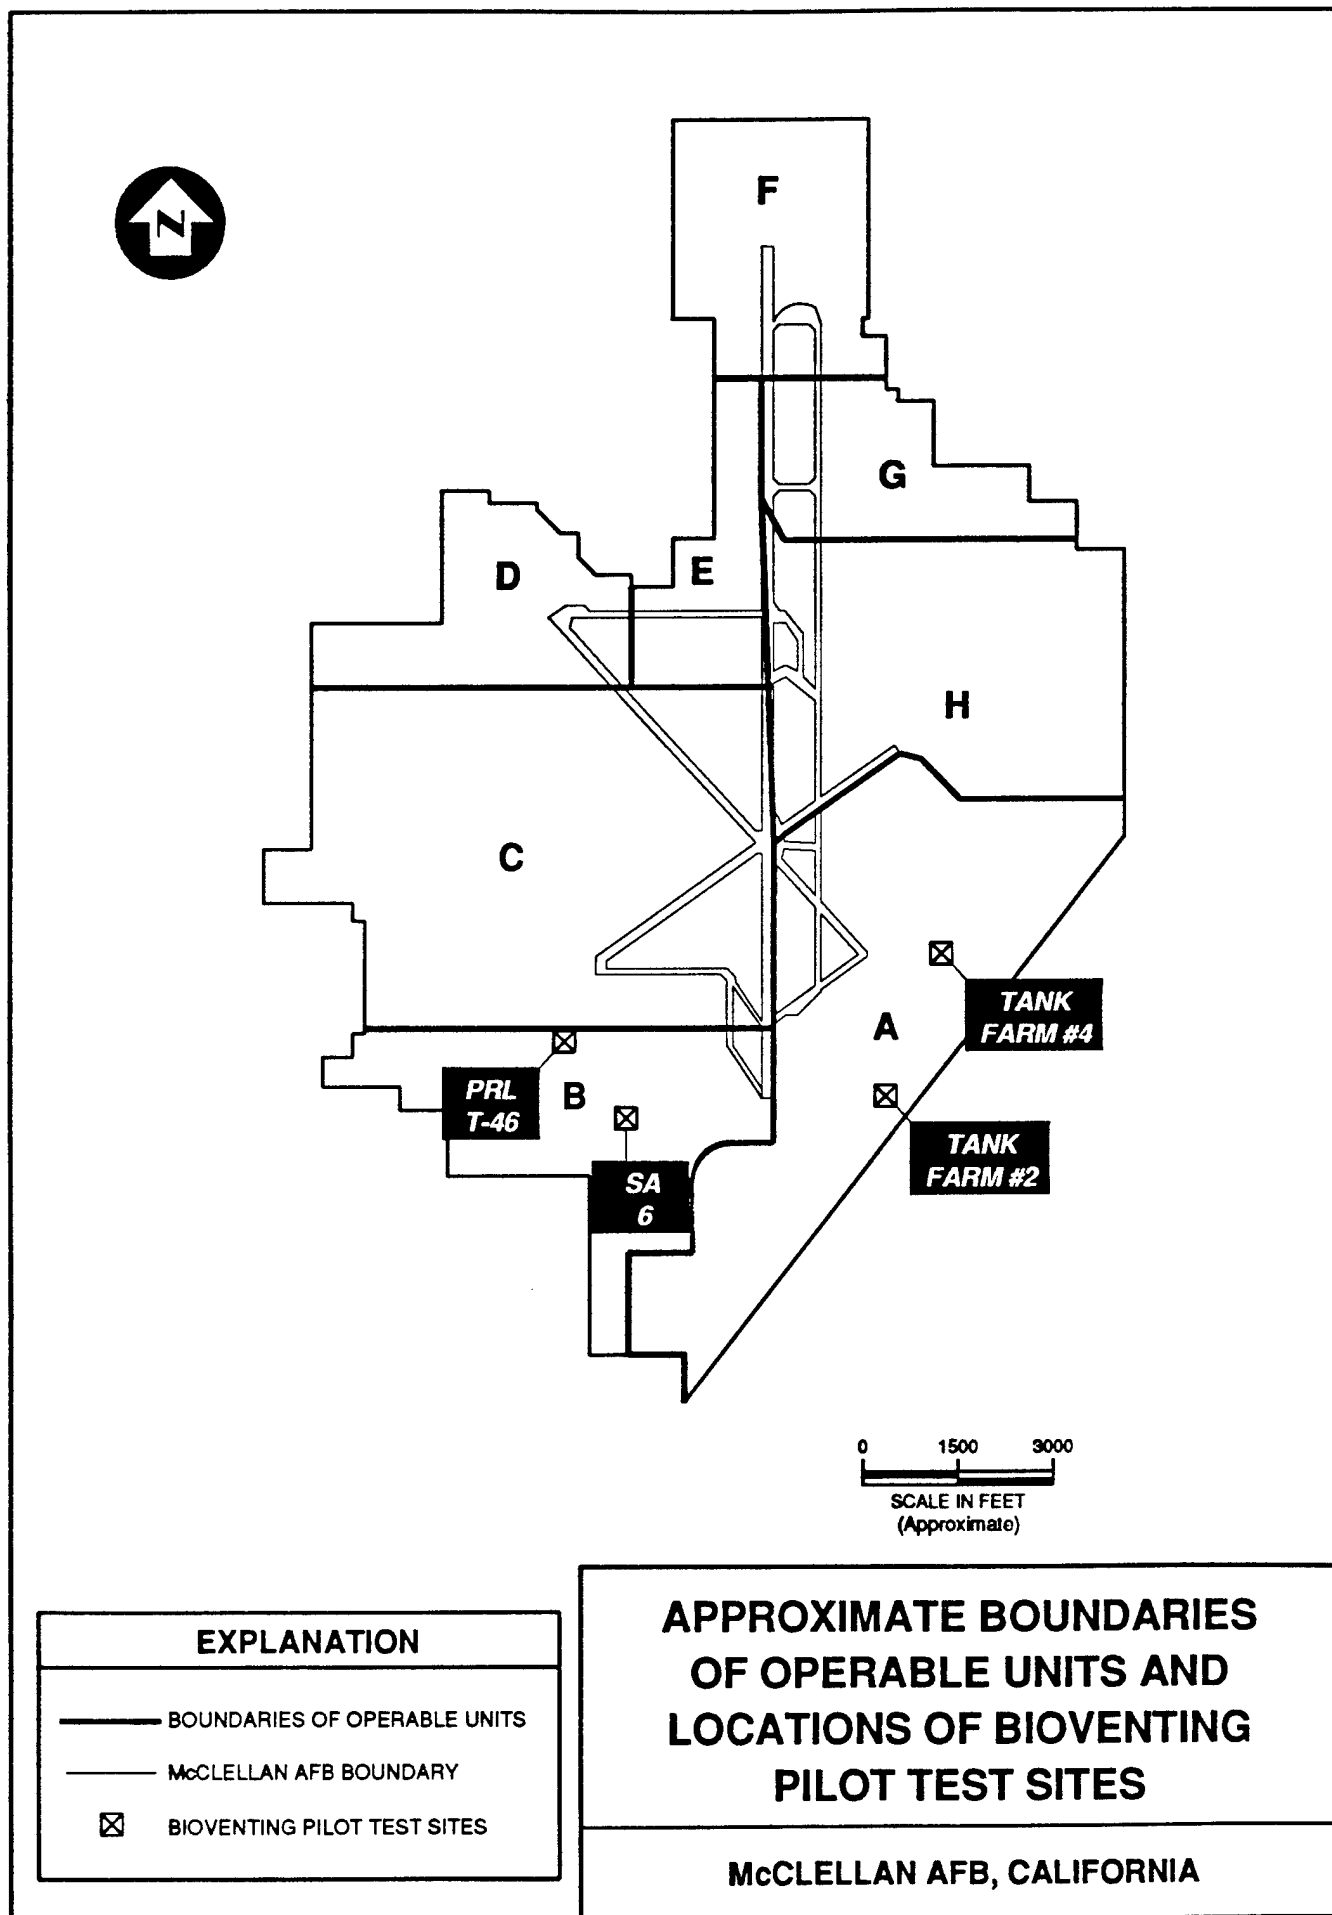 F
N
G
D
E
H
C
TANK
FARM #4
A
PRL
T-46
B
TANK
FARM #2
SA
6
0 1500 3000
SCALE IN FEET
(Approximate)
EXPLANATION
BOUNDARIES OF OPERABLE UNITS
McCLELLAN AFB BOUNDARY
BIOVENTING PILOT TEST SITES
APPROXIMATE BOUNDARIES
OF OPERABLE UNITS AND
LOCATIONS OF BIOVENTING
PILOT TEST SITES
McCLELLAN AFB, CALIFORNIA